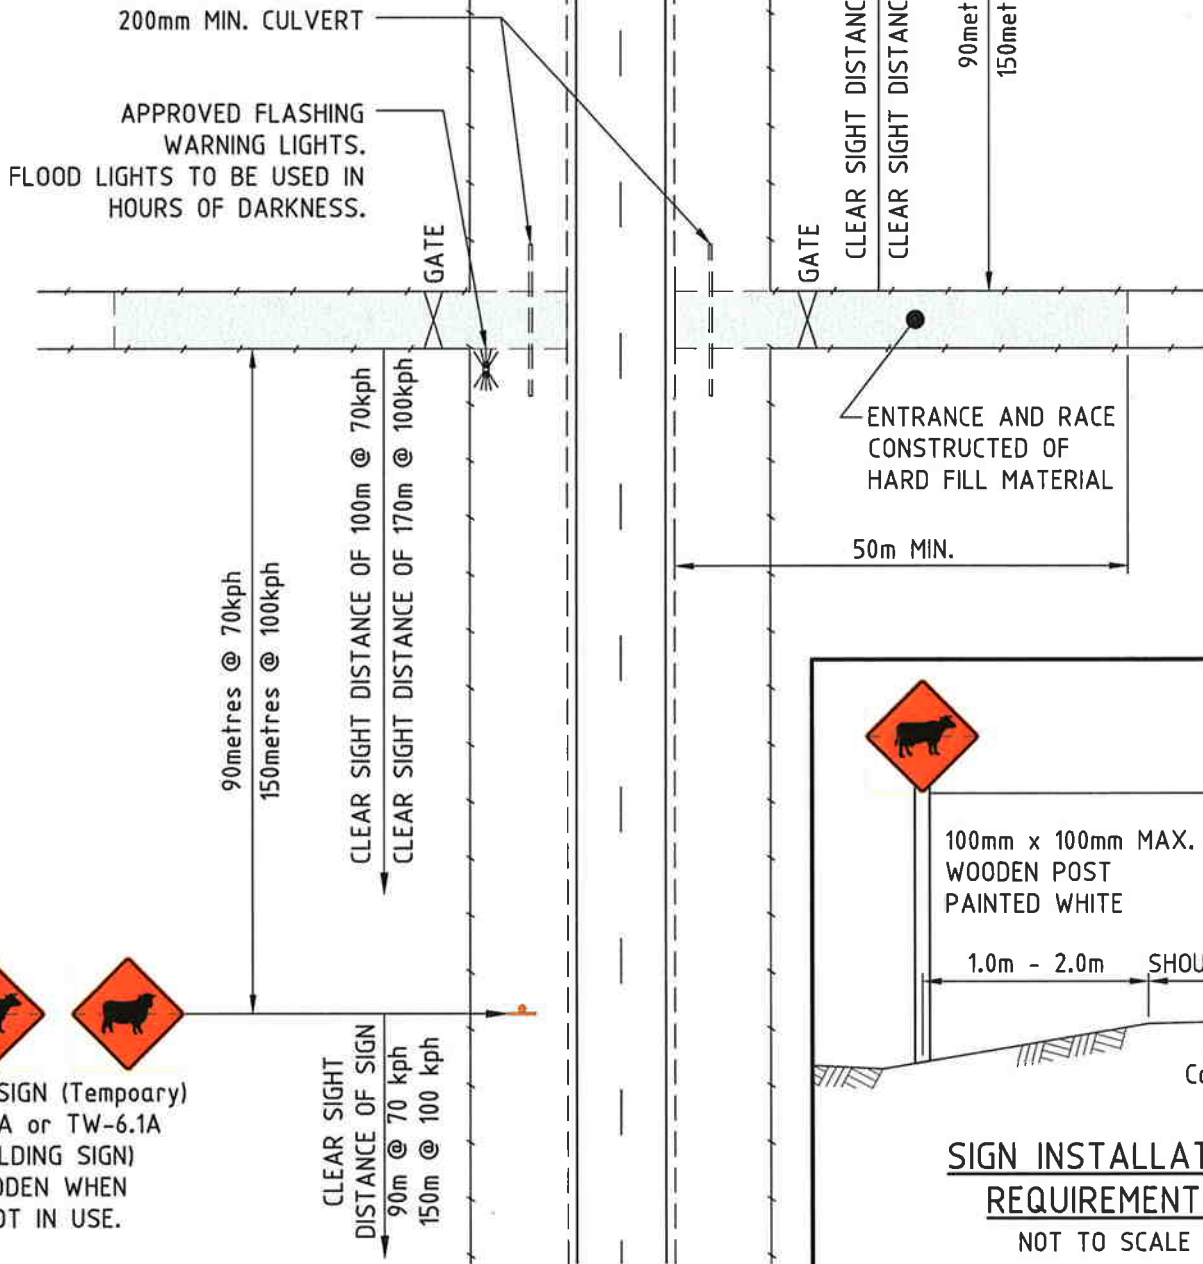 200mm MIN. CULVERT
APPROVED FLASHING
WARNING LIGHTS.
FLOOD LIGHTS TO BE USED IN
HOURS OF DARKNESS.
GATE
GATE
CLEAR SIGHT DISTANC
CLEAR SIGHT DISTANC
90met
150met
ENTRANCE AND RACE
CONSTRUCTED OF
HARD FILL MATERIAL
50m MIN.
90metres @ 70kph
150metres @ 100kph
CLEAR SIGHT DISTANCE OF 100m @ 70kph
CLEAR SIGHT DISTANCE OF 170m @ 100kph
SIGN (Tempoary)
A or TW-6.1A
LDING SIGN)
DDEN WHEN
OT IN USE.
CLEAR SIGHT
DISTANCE OF SIGN
90m @ 70 kph
150m @ 100 kph
100mm x 100mm MAX.
WOODEN POST
PAINTED WHITE
1.0m - 2.0m
SHOU
Co
SIGN INSTALLAT
REQUIREMENT
NOT TO SCALE